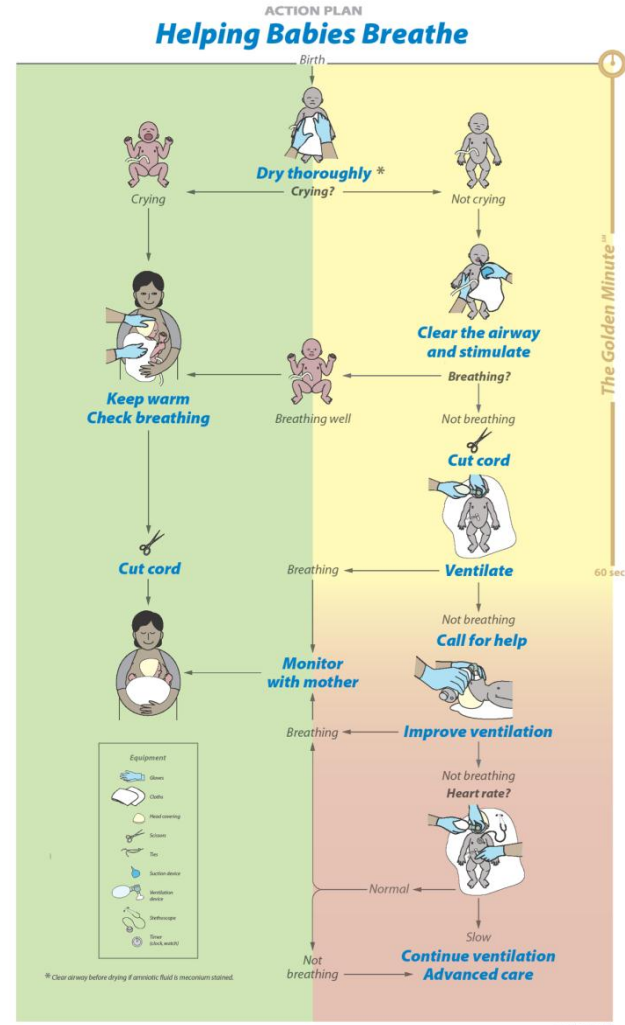 ACTION PLAN
Helping Babies Breathe
Birth
Dry thoroughly *
Crying?
Crying
Not crying
The Golden Minute
SM
Clear the airway
and stimulate
Breathing?
Breathing well
Keep warm
Check breathing
Not breathing
Cut cord
Cut cord
Ventilate
Breathing
60 sec
Not breathing
Call for help
Monitor
with mother
Improve ventilation
Breathing
Not breathing
Heart rate?
Normal
Slow
Not
breathing
Continue ventilation
Advanced care
Equipment
Gloves
Cloths
Head covering
Scissors
Ties
Suction device
Ventilation
device
Stethoscope
Timer
(clock, watch)
* Clear airway before drying if amniotic fluid is meconium stained.